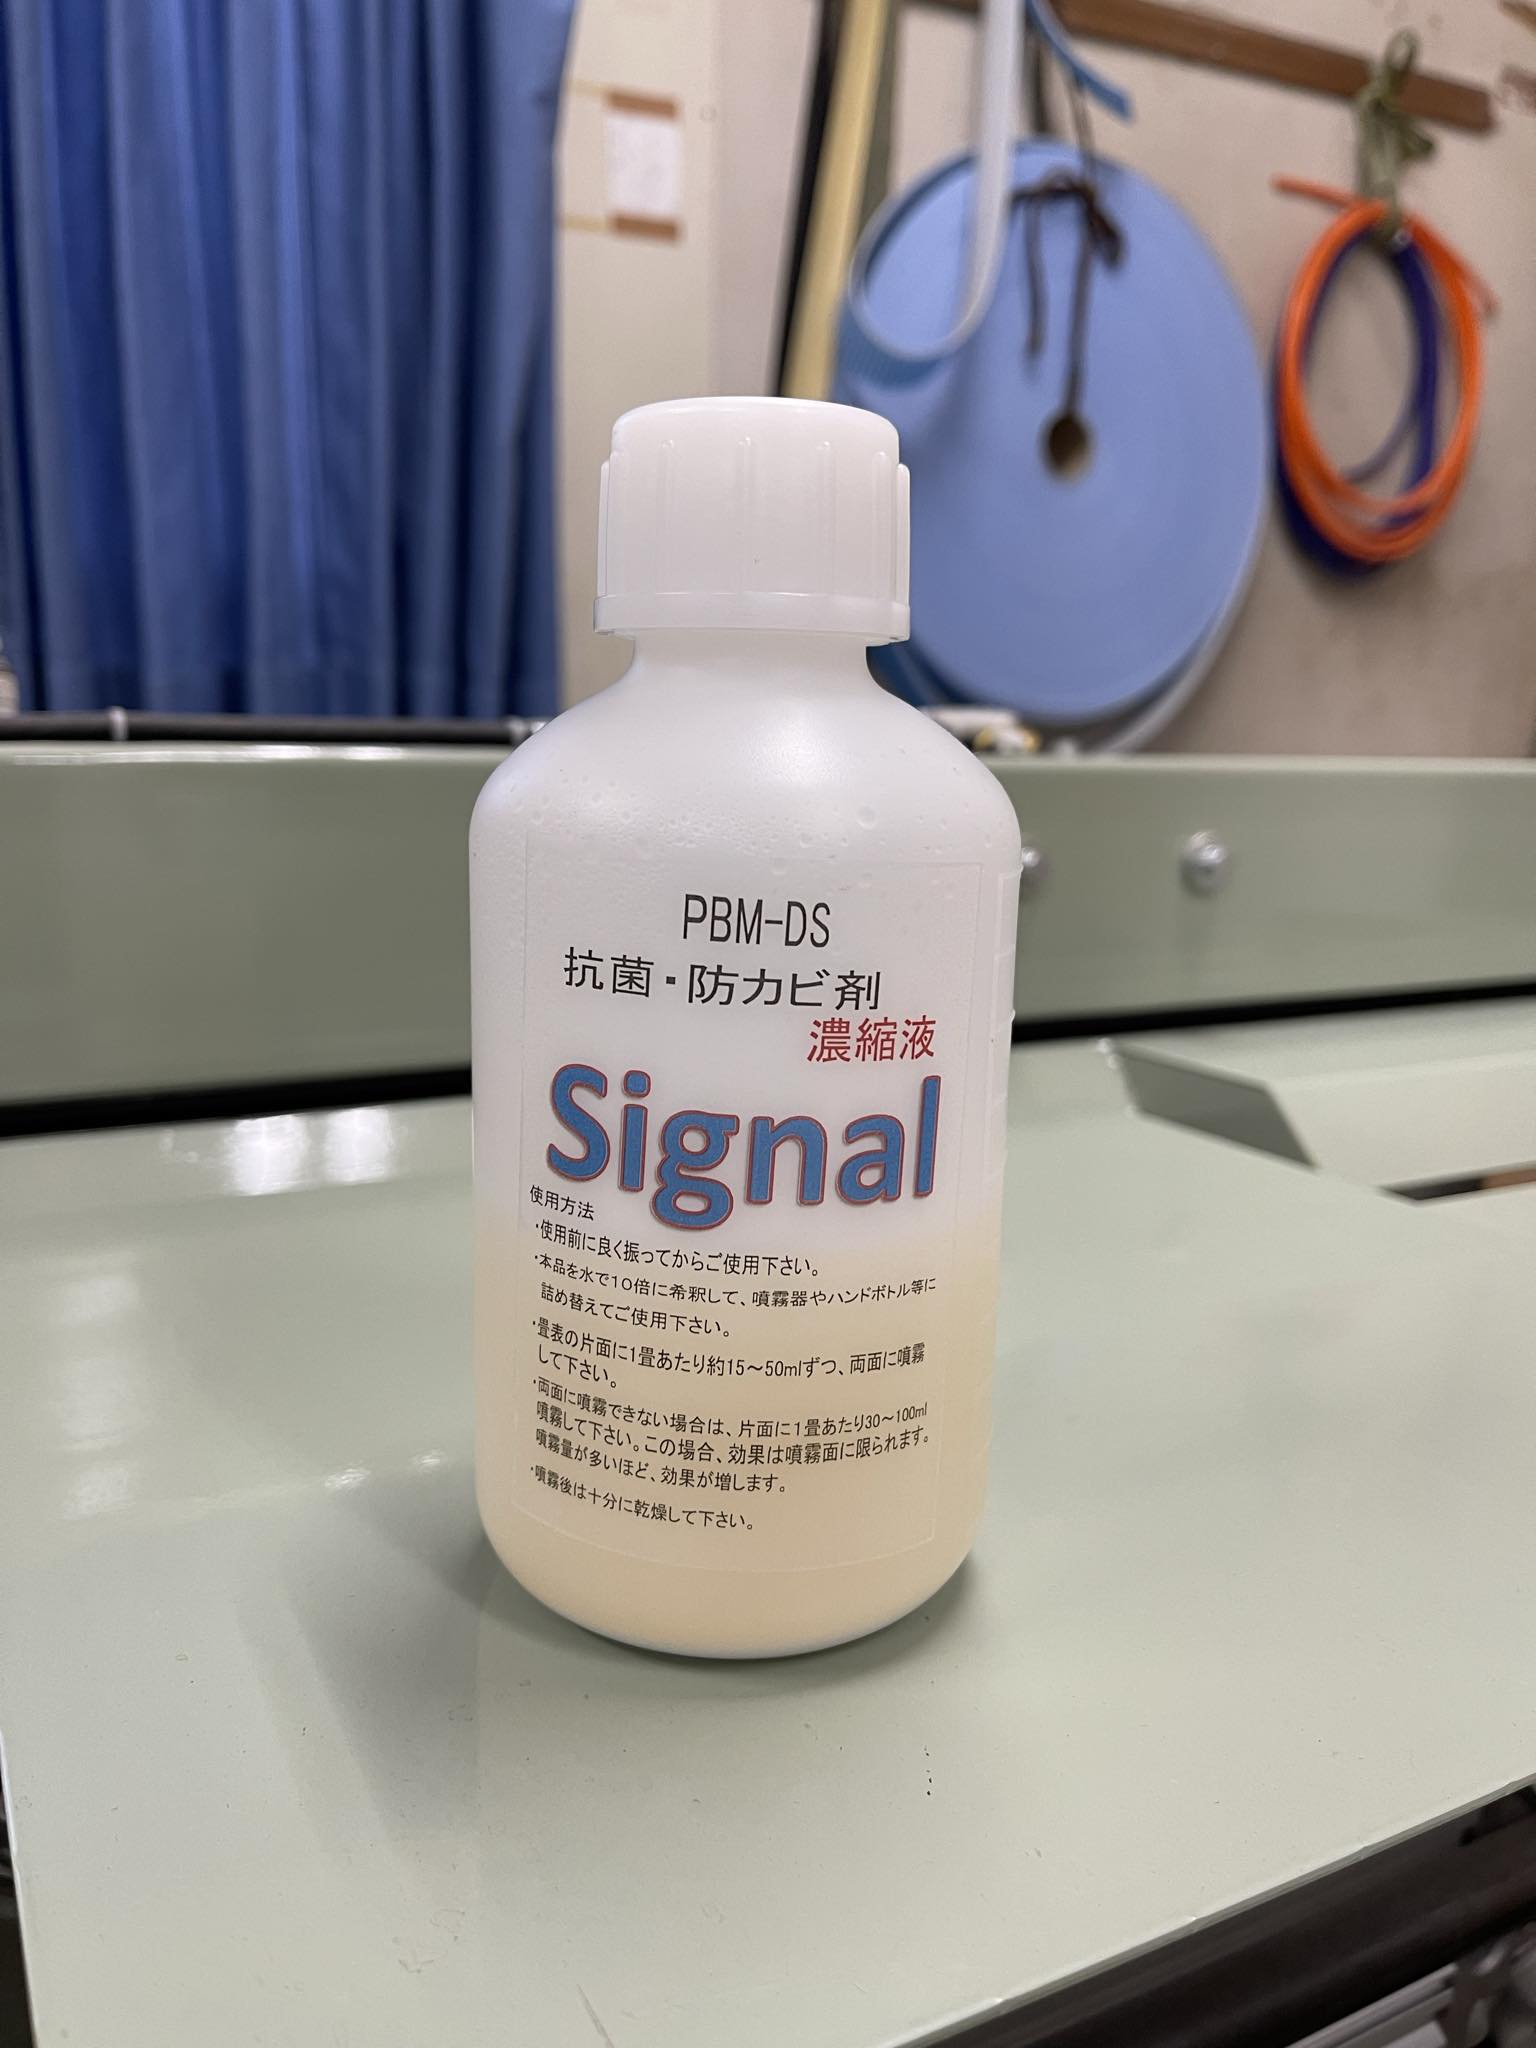 PBM-DS
抗菌・防カビ剤
濃縮液
Signal
使用方法
・使用前に良く振ってからご使用下さい。
・本品を水で10倍に希釈して、噴霧器やハンドボトル等に
詰め替えてご使用下さい。
・畳表の片面に1畳あたり約15～50mlずつ、両面に噴霧
して下さい。
・両面に噴霧できない場合は、片面に1畳あたり30～100ml
噴霧して下さい。この場合、効果は噴霧面に限られます。
噴霧量が多いほど、効果が増します。
・噴霧後は十分に乾燥して下さい。